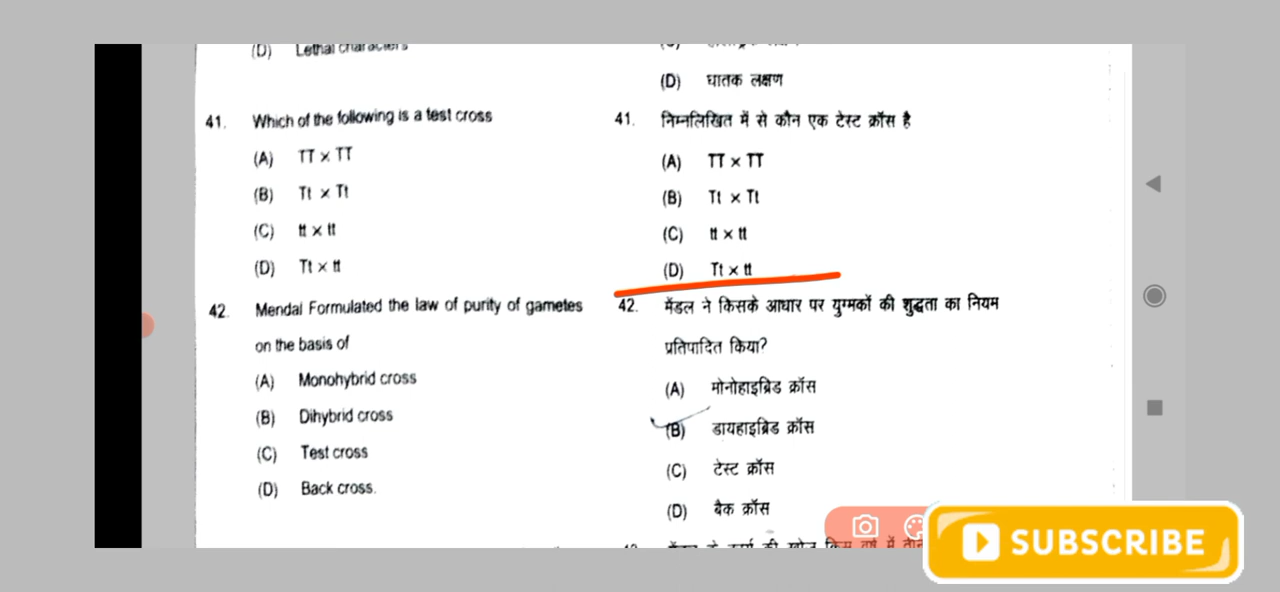 (D) Lethal characters
41. Which of the following is a test cross
(A) TT × TT
(B) Tt × Tt
(C) tt × tt
(D) Tt × tt
42. Mendal Formulated the law of purity of gametes
on the basis of
(A) Monohybrid cross
(B) Dihybrid cross
(C) Test cross
(D) Back cross.
(D) घातक लक्षण
41. निम्नलिखित में से कौन एक टेस्ट क्रॉस है
(A) TT × TT
(B) Tt × Tt
(C) tt × tt
(D) Tt × tt
42. मेंडल ने किसके आधार पर युग्मकों की शुद्धता का नियम
प्रतिपादित किया?
(A) मोनोहाइब्रिड क्रॉस
(B) डायहाइब्रिड क्रॉस
(C) टेस्ट क्रॉस
(D) बैक क्रॉस
SUBSCRIBE